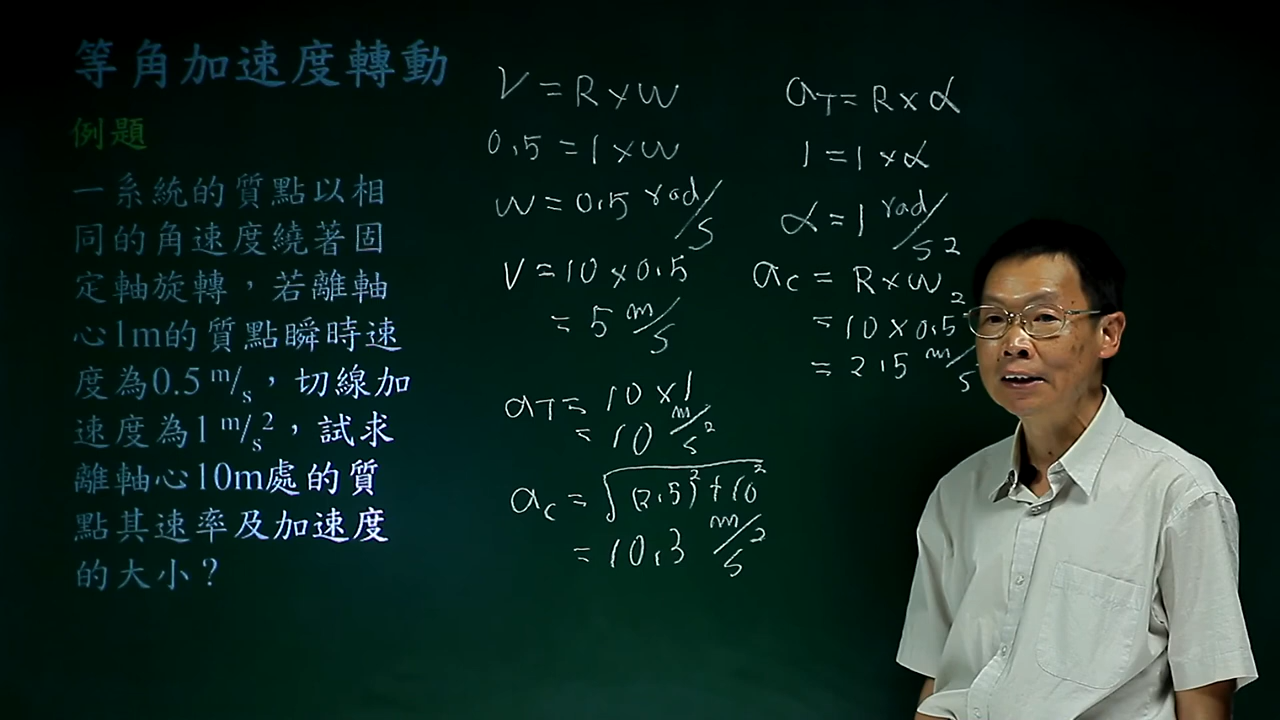 等角加速度轉動
例題
一系統的質點以相
同的角速度繞著固
定軸旋轉，若離軸
心1m的質點瞬時速
度為0.5 m/s，切線加
速度為1 m/s²，試求
離軸心10m處的質
點其速率及加速度
的大小？
V = R×W
0.5 = 1×W
W = 0.5 rad/s
V = 10×0.5
= 5 m/s
a_T = 10×1
= 10 m/s²
a_c = √((2.5)²+10²)
= 10.3 m/s²
a_T = R×α
1 = 1×α
α = 1 rad/s²
a_c = R×W²
= 10×0.5
= 2.5 m/s